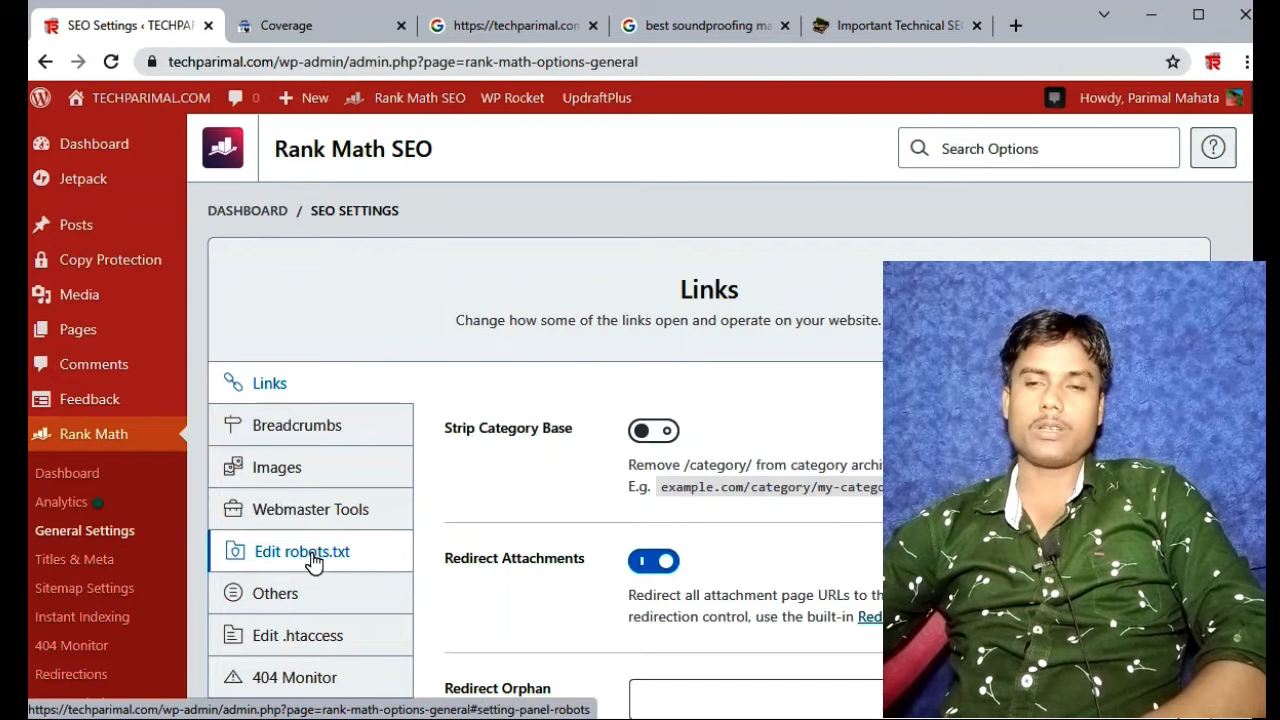 SEO Settings ‹ TECHPA
Coverage
https://techparimal.com
best soundproofing ma
Important Technical SEO
techparimal.com/wp-admin/admin.php?page=rank-math-options-general
TECHPARIMAL.COM
0
New
Rank Math SEO
WP Rocket
UpdraftPlus
Howdy, Parimal Mahata
Dashboard
Jetpack
Posts
Copy Protection
Media
Pages
Comments
Feedback
Rank Math
Dashboard
Analytics
General Settings
Titles & Meta
Sitemap Settings
Instant Indexing
404 Monitor
Redirections
Rank Math SEO
Search Options
DASHBOARD / SEO SETTINGS
Links
Change how some of the links open and operate on your website.
Links
Breadcrumbs
Images
Webmaster Tools
Edit robots.txt
Others
Edit .htaccess
404 Monitor
Strip Category Base
Remove /category/ from category archi
E.g. example.com/category/my-catego
Redirect Attachments
Redirect all attachment page URLs to th
redirection control, use the built-in Red
Redirect Orphan
https://techparimal.com/wp-admin/admin.php?page=rank-math-options-general#setting-panel-robots